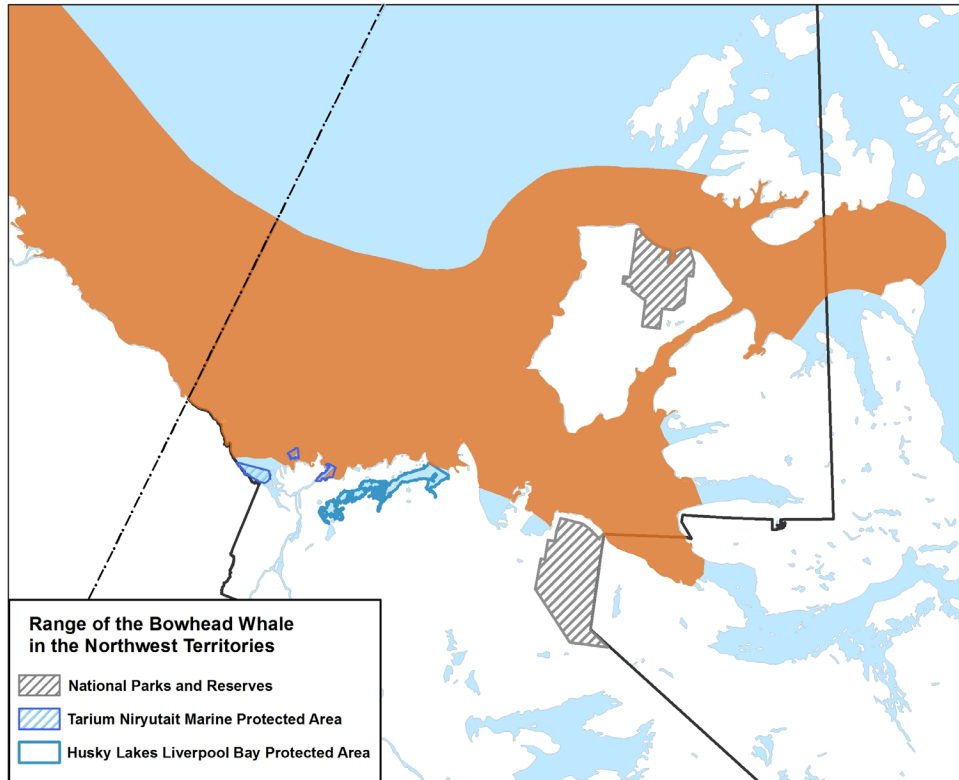 Range of the Bowhead Whale
in the Northwest Territories
National Parks and Reserves
Tarium Niryutait Marine Protected Area
Husky Lakes Liverpool Bay Protected Area